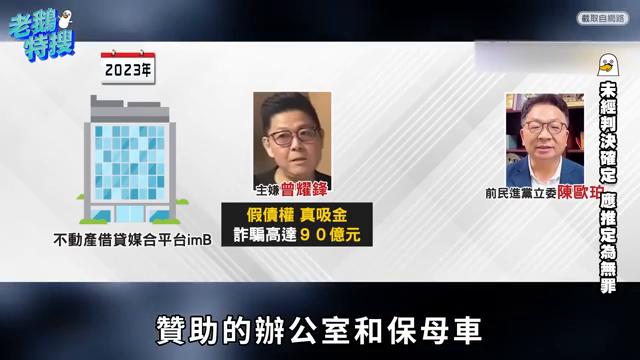 老鵝
特搜
截取自網路
2023年
主嫌曾耀鋒
假債權 真吸金
詐騙高達90億元
前民進黨立委陳歐珀
不動產借貸媒合平台imB
未經判決確定 應推定為無罪
贊助的辦公室和保母車